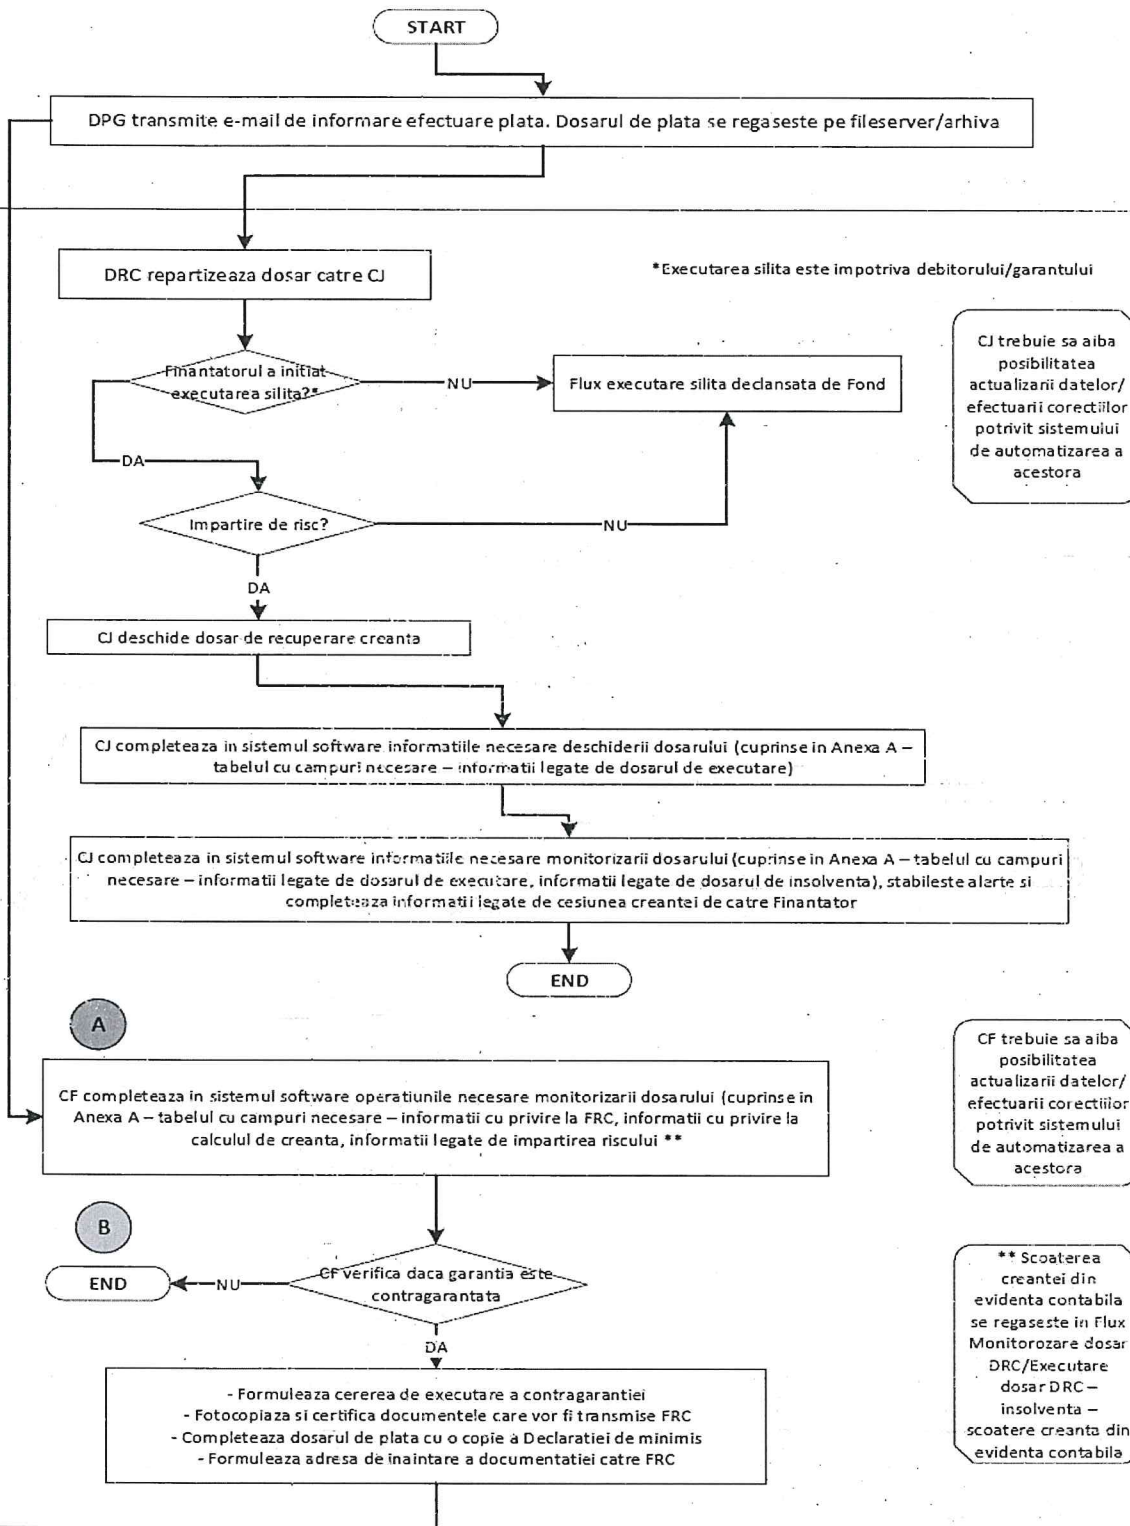 START
DPG transmite e-mail de informare efectuare plata. Dosarul de plata se regaseste pe fileserver/arhiva
DRC repartizeaza dosar catre CJ
*Executarea silita este impotriva debitorului/garantului
CJ trebuie sa aiba
posibilitatea
actualizarii datelor/
efectuarii corectiilor
potrivit sistemului
de automatizarea a
acestora
Finantatorul a initiat
executarea silita?*
NU
Flux executare silita declansata de Fond
DA
Impartire de risc?
NU
DA
CJ deschide dosar de recuperare creanta
CJ completeaza in sistemul software informatiile necesare deschiderii dosarului (cuprinse in Anexa A –
tabelul cu campuri necesare – informatii legate de dosarul de executare)
CJ completeaza in sistemul software informatiile necesare monitorizarii dosarului (cuprinse in Anexa A – tabelul cu campuri
necesare – informatii legate de dosarul de executare, informatii legate de dosarul de insolventa), stabileste alerte si
completeaza informatii legate de cesiunea creantei de catre Finantator
END
A
CF completeaza in sistemul software operatiunile necesare monitorizarii dosarului (cuprinse in
Anexa A – tabelul cu campuri necesare – informatii cu privire la FRC, informatii cu privire la
calculul de creanta, informatii legate de impartirea riscului **
CF trebuie sa aiba
posibilitatea
actualizarii datelor/
efectuarii corectiilor
potrivit sistemului
de automatizarea a
acestora
B
END
NU
CF verifica daca garantia este
contragarantata
DA
** Scoaterea
creantei din
evidenta contabila
se regaseste in Flux
Monitorozare dosar
DRC/Executare
dosar DRC –
insolventa –
scoatere creanta din
evidenta contabila
- Formuleaza cererea de executare a contragarantiei
- Fotocopiaza si certifica documentele care vor fi transmise FRC
- Completeaza dosarul de plata cu o copie a Declaratiei de minimis
- Formuleaza adresa de inaintare a documentatiei catre FRC